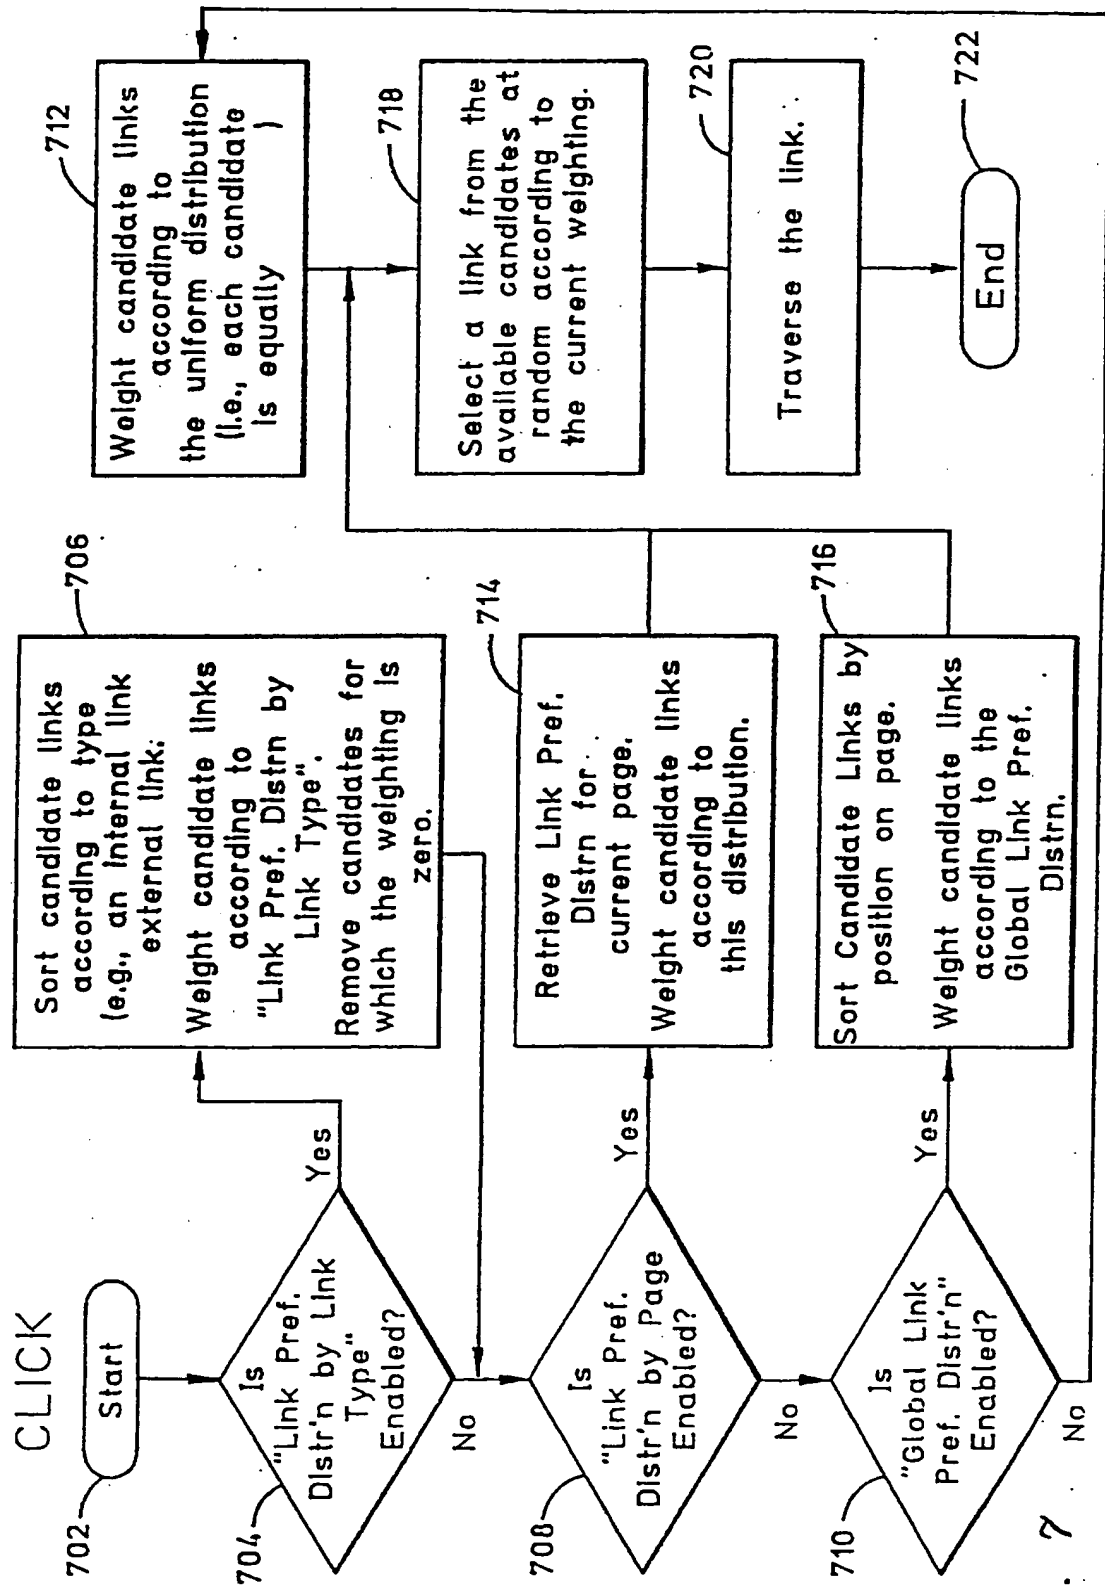 CLICK
702
Start
704
Is
"Link Pref.
Distr'n by Link
Type"
Enabled?
Yes
No
706
Sort candidate links
according to type
(e.g., an internal link
external link.
Weight candidate links
according to
"Link Pref. Distrn by
Link Type".
Remove candidates for
which the weighting is
zero.
708
Is
"Link Pref.
Distr'n by Page
Enabled?
Yes
No
714
Retrieve Link Pref.
Distrn for
current page.
Weight candidate links
according to
this distribution.
710
Is
"Global Link
Pref. Distr'n"
Enabled?
Yes
No
716
Sort Candidate Links by
position on page.
Weight candidate links
according to the
Global Link Pref.
Distrn.
712
Weight candidate links
according to
the uniform distribution
(i.e., each candidate
is equally )
718
Select a link from the
available candidates at
random according to
the current weighting.
720
Traverse the link.
722
End
. 7